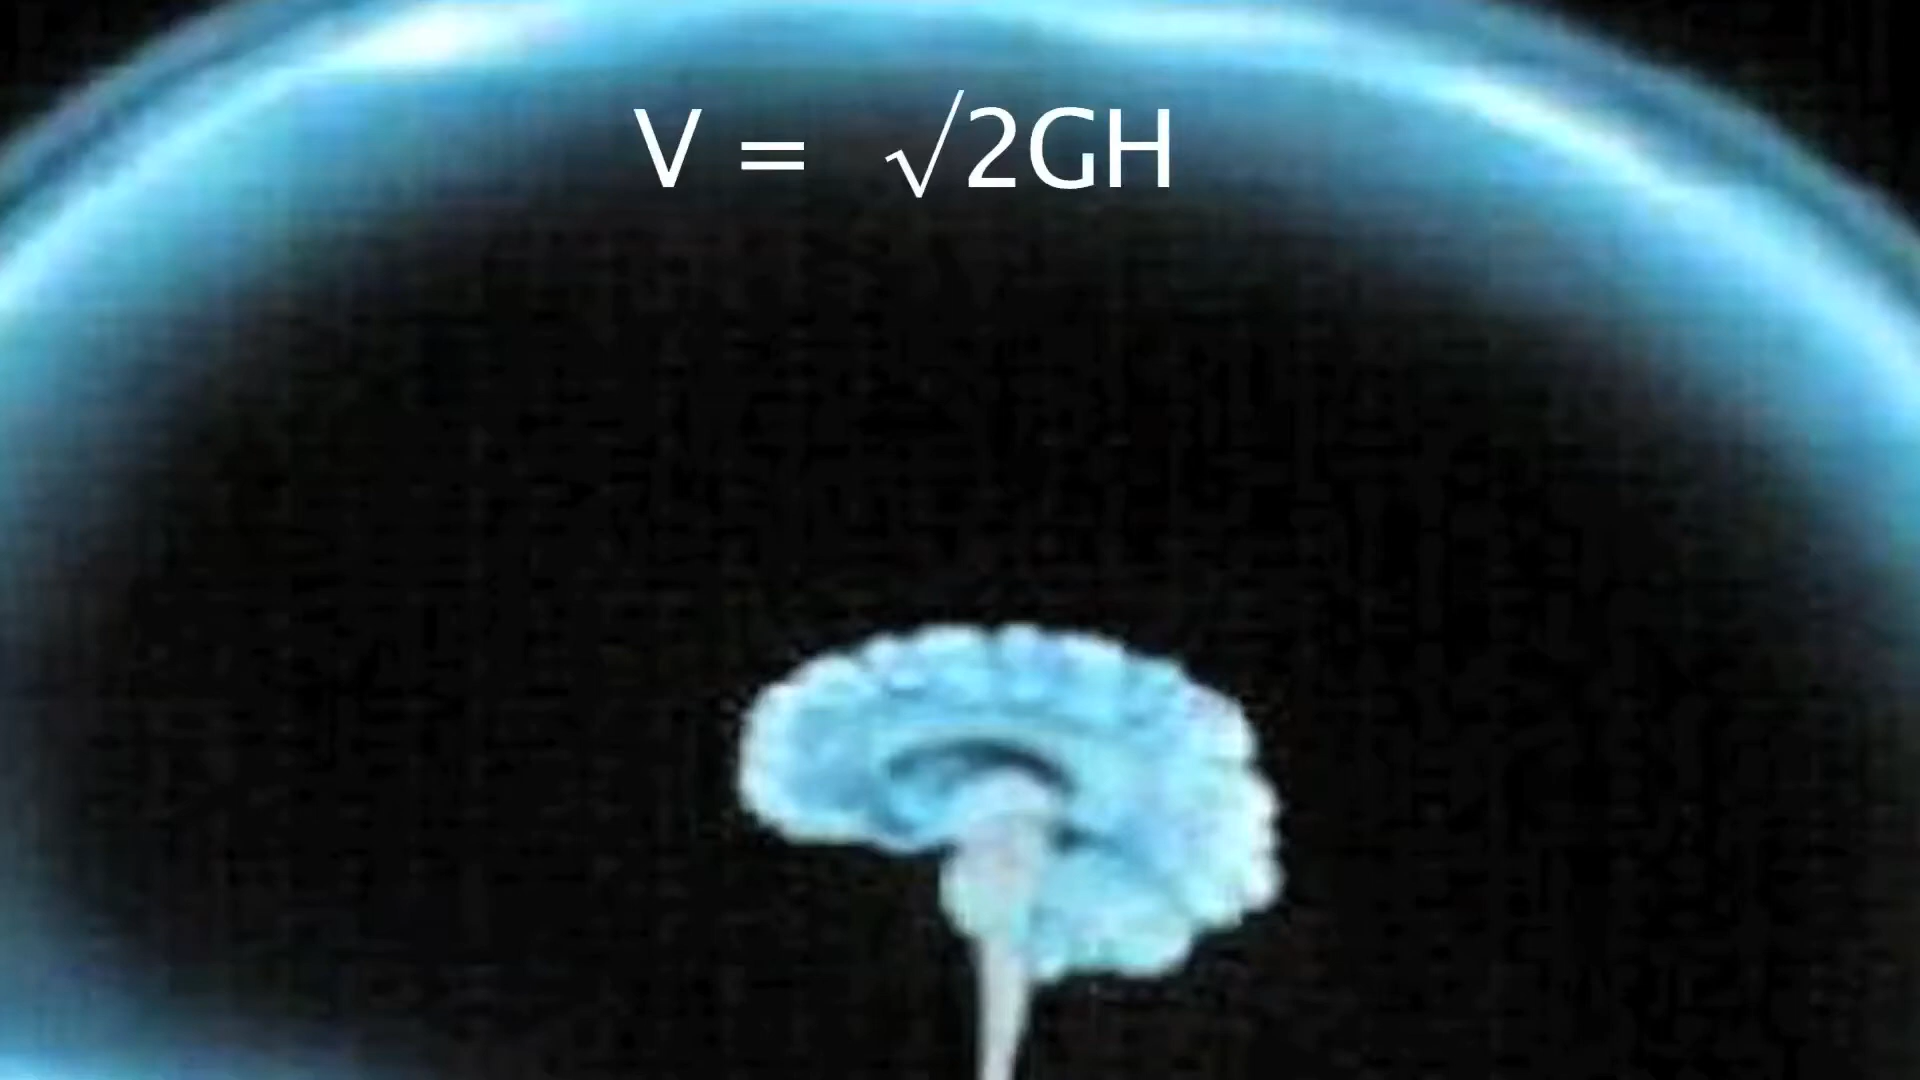 V = √2GH